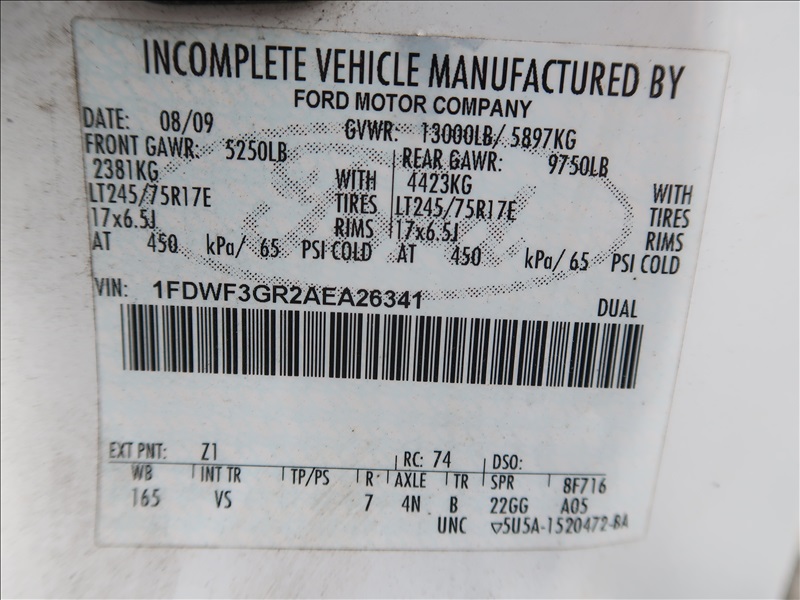 INCOMPLETE VEHICLE MANUFACTURED BY
FORD MOTOR COMPANY
DATE: 08/09 GVWR: 13000LB/ 5897KG
FRONT GAWR: 5250LB REAR GAWR: 9750LB
2381KG WITH 4423KG WITH
LT245/75R17E TIRES LT245/75R17E TIRES
17x6.5J RIMS 17x6.5J RIMS
AT 450 kPa/ 65 PSI COLD AT 450 kPa/ 65 PSI COLD
VIN: 1FDWF3GR2AEA26341 DUAL
EXT PNT: Z1 RC: 74 DSO:
WB INT TR TP/PS R AXLE TR SPR 8F716
165 VS 7 4N B 22GG A05
UNC ▽5U5A-1520472-BA